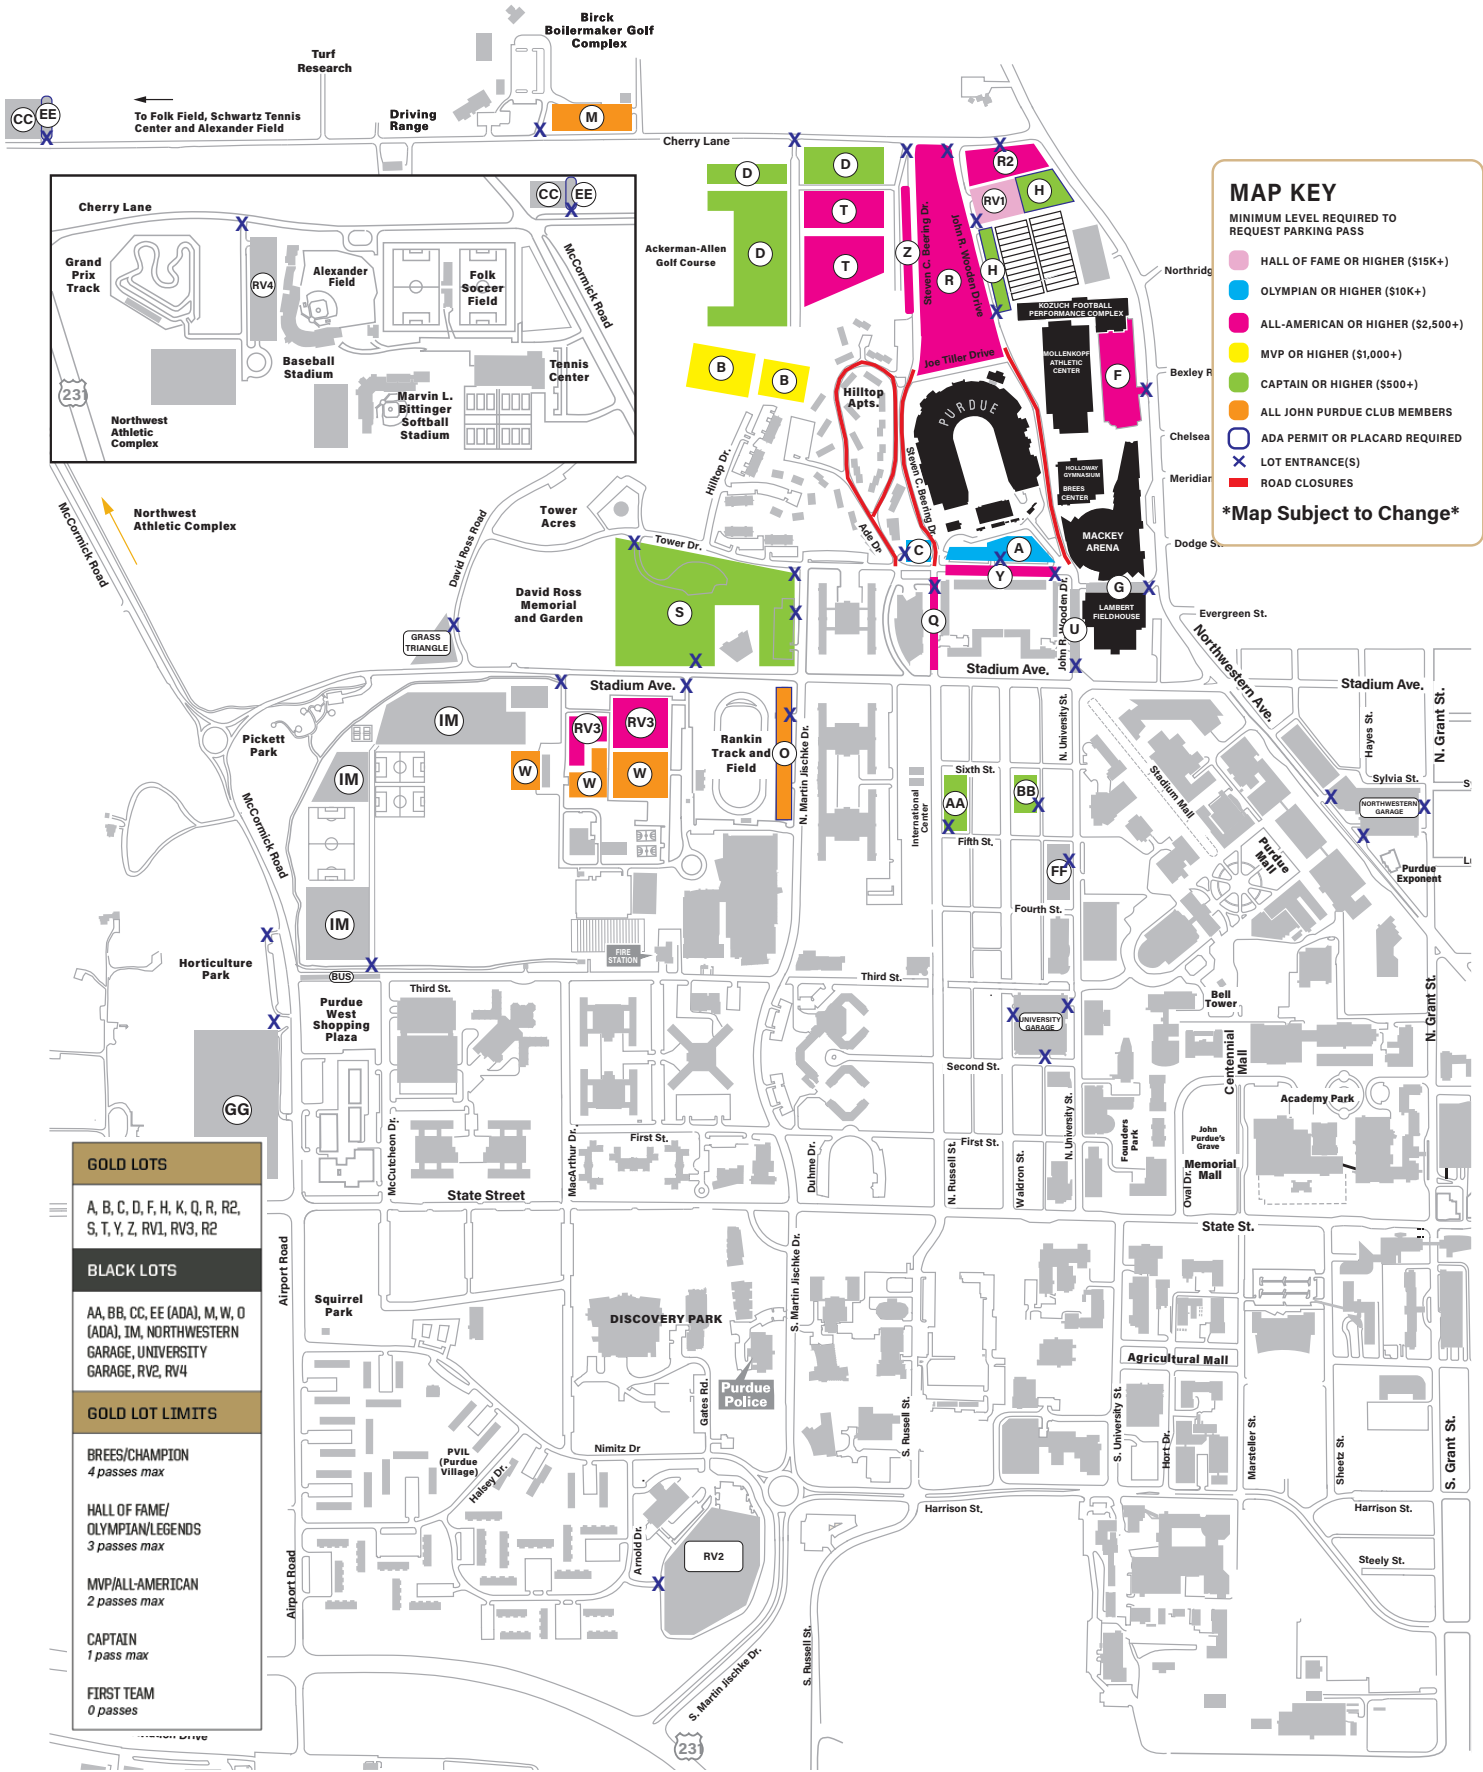 Birck
Boilermaker Golf
Complex
Turf
Research
CC
EE
To Folk Field, Schwartz Tennis
Center and Alexander Field
Driving
Range
M
Cherry Lane
D
D
T
T
D
Z
R
R2
RV1
H
H
Ackerman-Allen
Golf Course
Steven C. Beering Dr.
John R. Wooden Drive
Joe Tiller Drive
KOZUCH FOOTBALL
PERFORMANCE COMPLEX
MOLLENKOPF
ATHLETIC
CENTER
F
B
B
Hilltop
Apts.
PURDUE
HOLLOWAY
GYMNASIUM
BREES
CENTER
MACKEY
ARENA
G
LAMBERT
FIELDHOUSE
Northridg
Bexley R
Chelsea
Meridian
Dodge St.
Evergreen St.
MAP KEY
MINIMUM LEVEL REQUIRED TO
REQUEST PARKING PASS
HALL OF FAME OR HIGHER ($15K+)
OLYMPIAN OR HIGHER ($10K+)
ALL-AMERICAN OR HIGHER ($2,500+)
MVP OR HIGHER ($1,000+)
CAPTAIN OR HIGHER ($500+)
ALL JOHN PURDUE CLUB MEMBERS
ADA PERMIT OR PLACARD REQUIRED
X LOT ENTRANCE(S)
ROAD CLOSURES
*Map Subject to Change*
Cherry Lane
CC
EE
Grand
Prix
Track
RV4
Alexander
Field
Folk
Soccer
Field
McCormick Road
Baseball
Stadium
Tennis
Center
Marvin L.
Bittinger
Softball
Stadium
231
Northwest
Athletic
Complex
McCormick Road
Northwest
Athletic Complex
David Ross Road
Tower
Acres
Hilltop Dr.
Tower Dr.
Ade Dr.
Steven C. Beering Dr.
C
A
Y
Q
U
John R. Wooden Dr.
David Ross
Memorial
and Garden
S
GRASS
TRIANGLE
Stadium Ave.
Stadium Ave.
Stadium Ave.
Northwestern Ave.
Hayes St.
N. Grant St.
Sylvia St.
S
NORTHWESTERN
GARAGE
Purdue
Exponent
Pickett
Park
IM
IM
IM
McCormick Road
RV3
RV3
W
W
W
Rankin
Track and
Field
O
N. Martin Jischke Dr.
International
Center
Sixth St.
AA
BB
Fifth St.
FF
Fourth St.
N. University St.
Stadium Mall
Purdue
Mall
Horticulture
Park
BUS
FIRE
STATION
Third St.
Third St.
Purdue
West
Shopping
Plaza
UNIVERSITY
GARAGE
Second St.
Bell
Tower
Centennial
Mall
N. Grant St.
Academy Park
John
Purdue's
Grave
Memorial
Mall
Founders
Park
Oval Dr.
GG
McCutcheon Dr.
MacArthur Dr.
First St.
First St.
Duhme Dr.
N. Russell St.
Waldron St.
N. University St.
State Street
State St.
GOLD LOTS
A, B, C, D, F, H, K, Q, R, R2,
S, T, Y, Z, RV1, RV3, R2
BLACK LOTS
AA, BB, CC, EE (ADA), M, W, O
(ADA), IM, NORTHWESTERN
GARAGE, UNIVERSITY
GARAGE, RV2, RV4
GOLD LOT LIMITS
BREES/CHAMPION
4 passes max
HALL OF FAME/
OLYMPIAN/LEGENDS
3 passes max
MVP/ALL-AMERICAN
2 passes max
CAPTAIN
1 pass max
FIRST TEAM
0 passes
Airport Road
Squirrel
Park
DISCOVERY PARK
Purdue
Police
S. Martin Jischke Dr.
Agricultural Mall
Gates Rd.
Nimitz Dr
PVIL
(Purdue
Village)
Halsey Dr.
S. Russell St.
S. University St.
Hort Dr.
Marsteller St.
Sheetz St.
S. Grant St.
Harrison St.
Harrison St.
Steely St.
Arnold Dr.
RV2
Airport Road
S. Russell St.
S. Martin Jischke Dr.
231